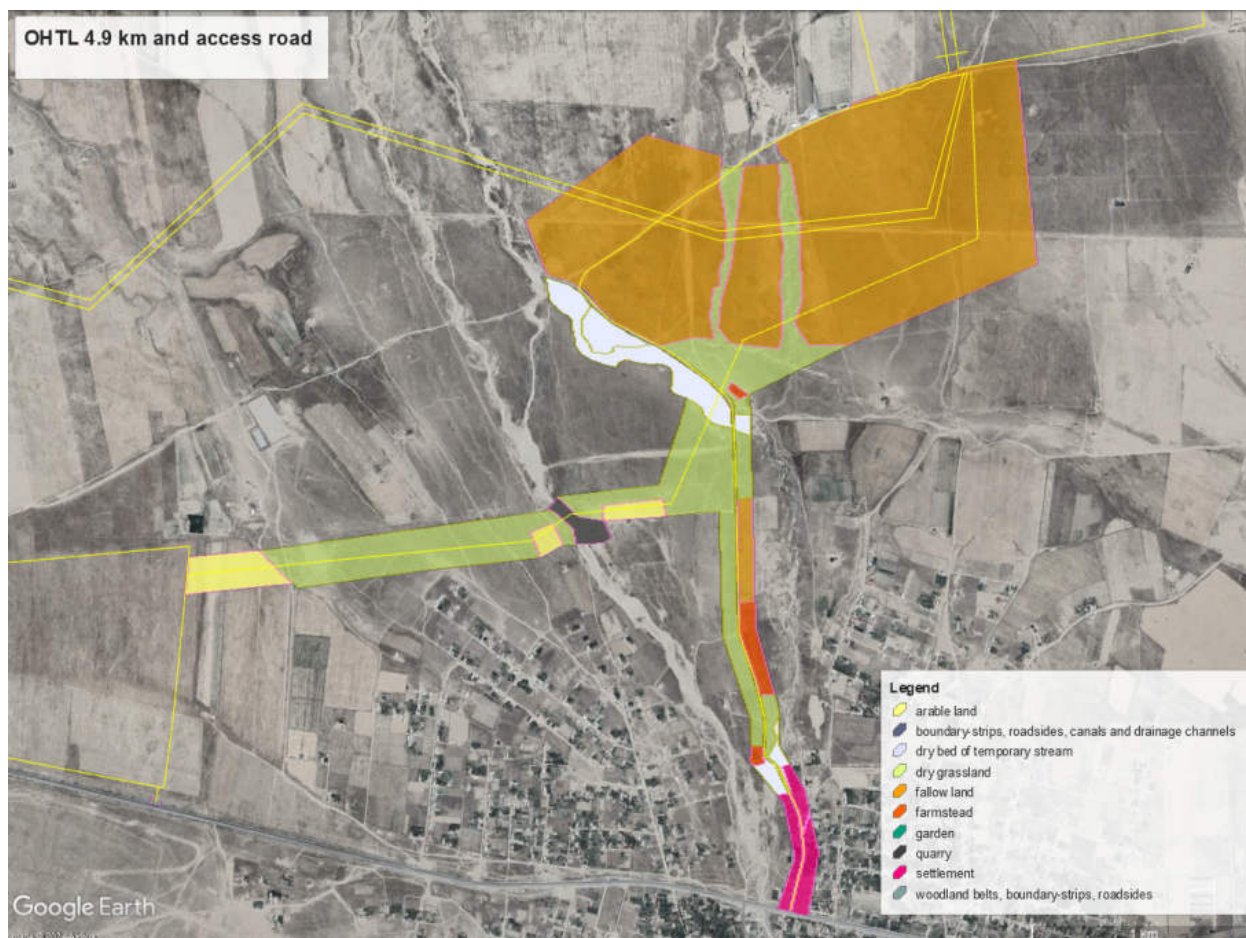 OHTL 4.9 km and access road
Legend
arable land
boundary-strips, roadsides, canals and drainage channels
dry bed of temporary stream
dry grassland
fallow land
farmstead
garden
quarry
settlement
woodland belts, boundary-strips, roadsides
Google Earth
1 km